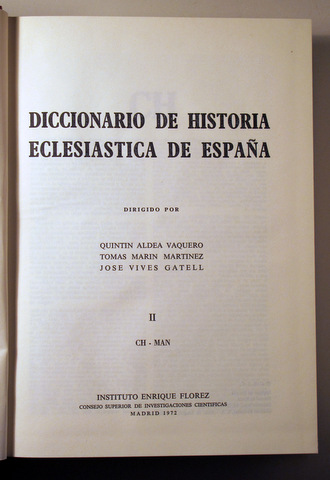 DICCIONARIO DE HISTORIA
ECLESIASTICA DE ESPAÑA
DIRIGIDO POR
QUINTIN ALDEA VAQUERO
TOMAS MARIN MARTINEZ
JOSE VIVES GATELL
II
CH - MAN
INSTITUTO ENRIQUE FLOREZ
CONSEJO SUPERIOR DE INVESTIGACIONES CIENTIFICAS
MADRID 1972